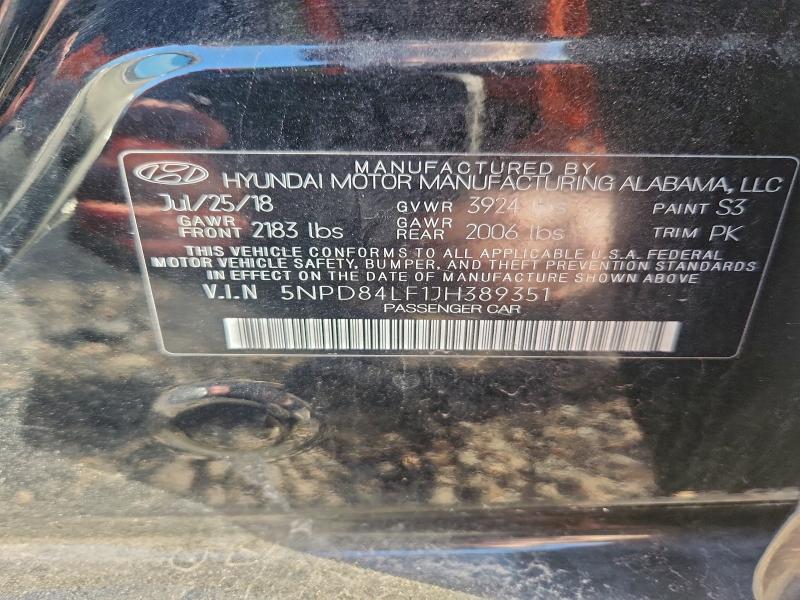 MANUFACTURED BY
HYUNDAI MOTOR MANUFACTURING ALABAMA, LLC
Jul/25/18 GVWR 3924 lbs PAINT S3
GAWR FRONT 2183 lbs GAWR REAR 2006 lbs TRIM PK
THIS VEHICLE CONFORMS TO ALL APPLICABLE U.S.A. FEDERAL
MOTOR VEHICLE SAFETY, BUMPER, AND THEFT PREVENTION STANDARDS
IN EFFECT ON THE DATE OF MANUFACTURE SHOWN ABOVE
V.I.N 5NPD84LF1JH389351
PASSENGER CAR